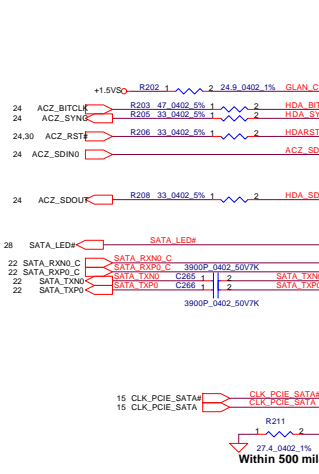 +1.5VS R202 1 2 24.9_0402_1% GLAN_C
24 ACZ_BITCLK R203 47_0402_5% 1 2 HDA_BIT
24 ACZ_SYNC R205 33_0402_5% 1 2 HDA_SY
24,30 ACZ_RST# R206 33_0402_5% 1 2 HDARST
24 ACZ_SDIN0 ACZ_SD
24 ACZ_SDOUT R208 33_0402_5% 1 2 HDA_SD
28 SATA_LED# SATA_LED#
22 SATA_RXN0_C SATA_RXN0_C
22 SATA_RXP0_C SATA_RXP0_C 3900P_0402_50V7K
22 SATA_TXN0 SATA_TXN0 C265 1 2 SATA_TXN
22 SATA_TXP0 SATA_TXP0 C266 1 2 SATA_TXP
3900P_0402_50V7K
15 CLK_PCIE_SATA# CLK_PCIE_SATA#
15 CLK_PCIE_SATA CLK_PCIE_SATA
R211
1 2
27.4_0402_1%
Within 500 mil